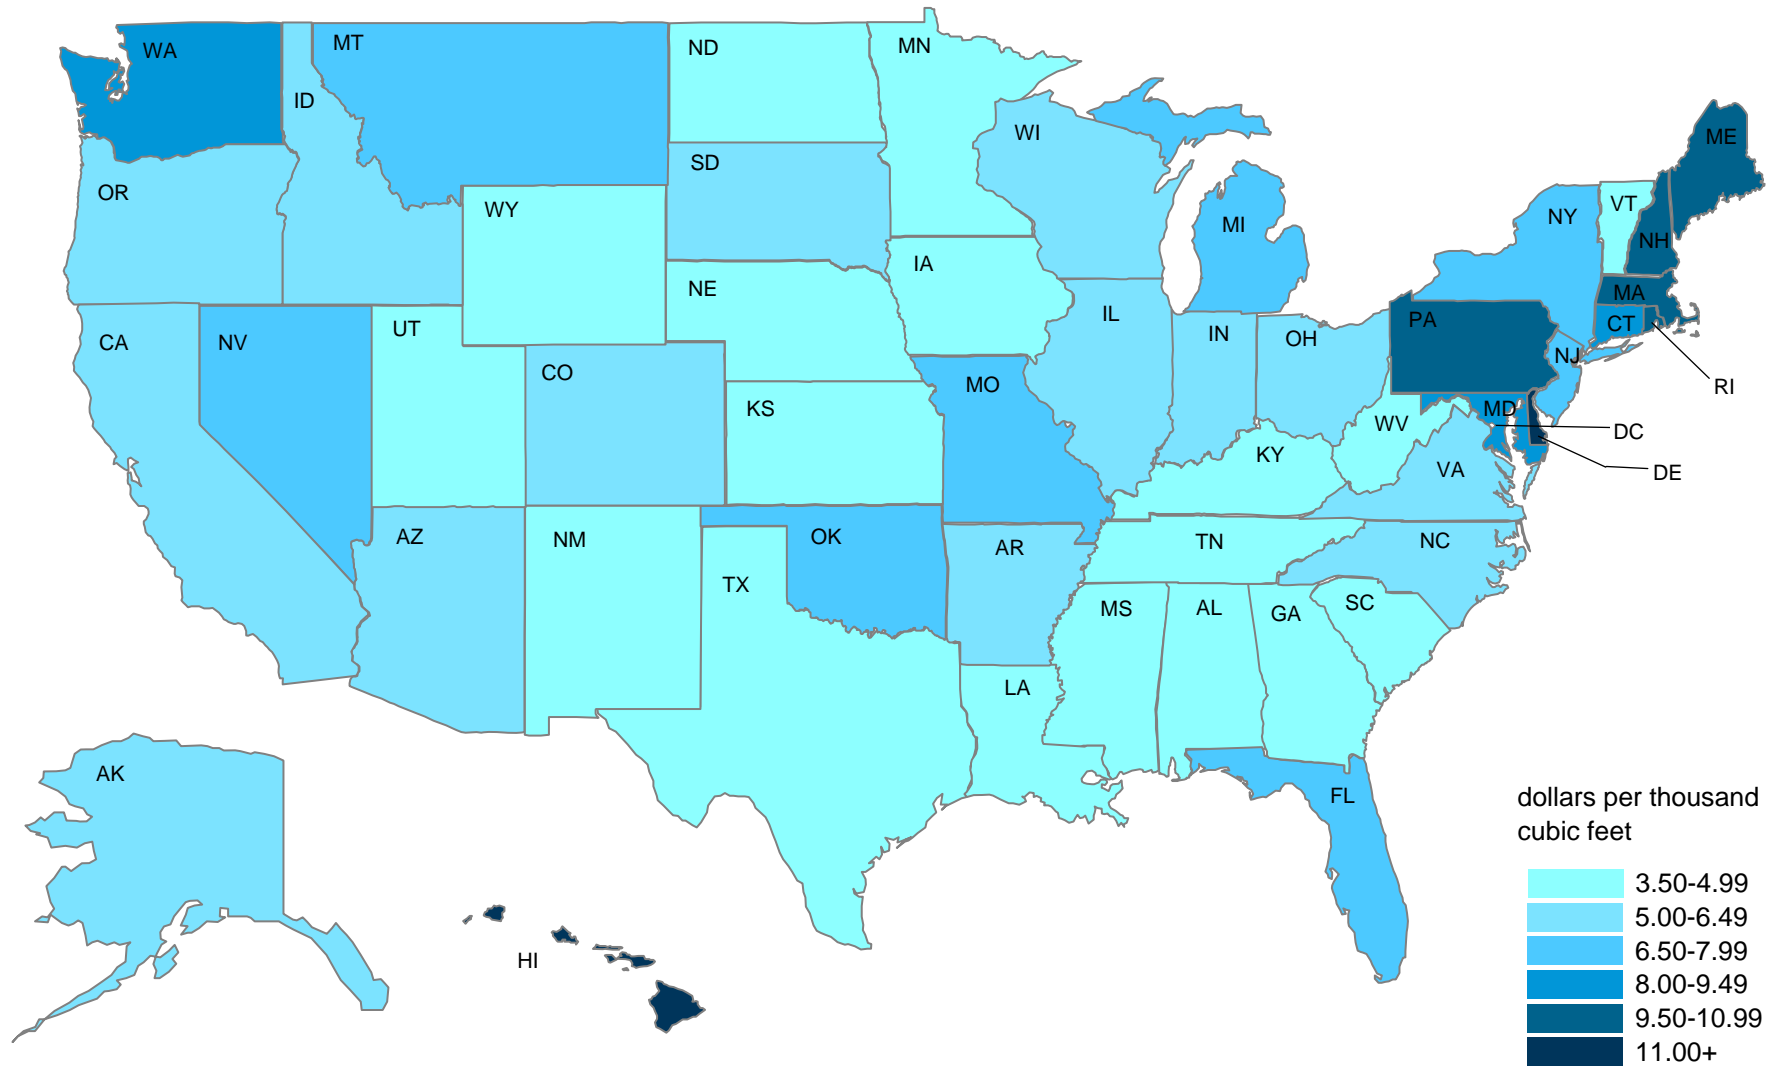 WA
MT
ND
MN
ID
WI
ME
SD
OR
WY
VT
NY
MI
NH
IA
NE
MA
IL
PA
CT
UT
IN
OH
CA
NV
NJ
CO
MO
RI
KS
MD
WV
DC
KY
VA
DE
AZ
NM
OK
AR
TN
NC
TX
MS
AL
GA
SC
LA
AK
FL
HI
dollars per thousand
cubic feet
3.50-4.99
5.00-6.49
6.50-7.99
8.00-9.49
9.50-10.99
11.00+